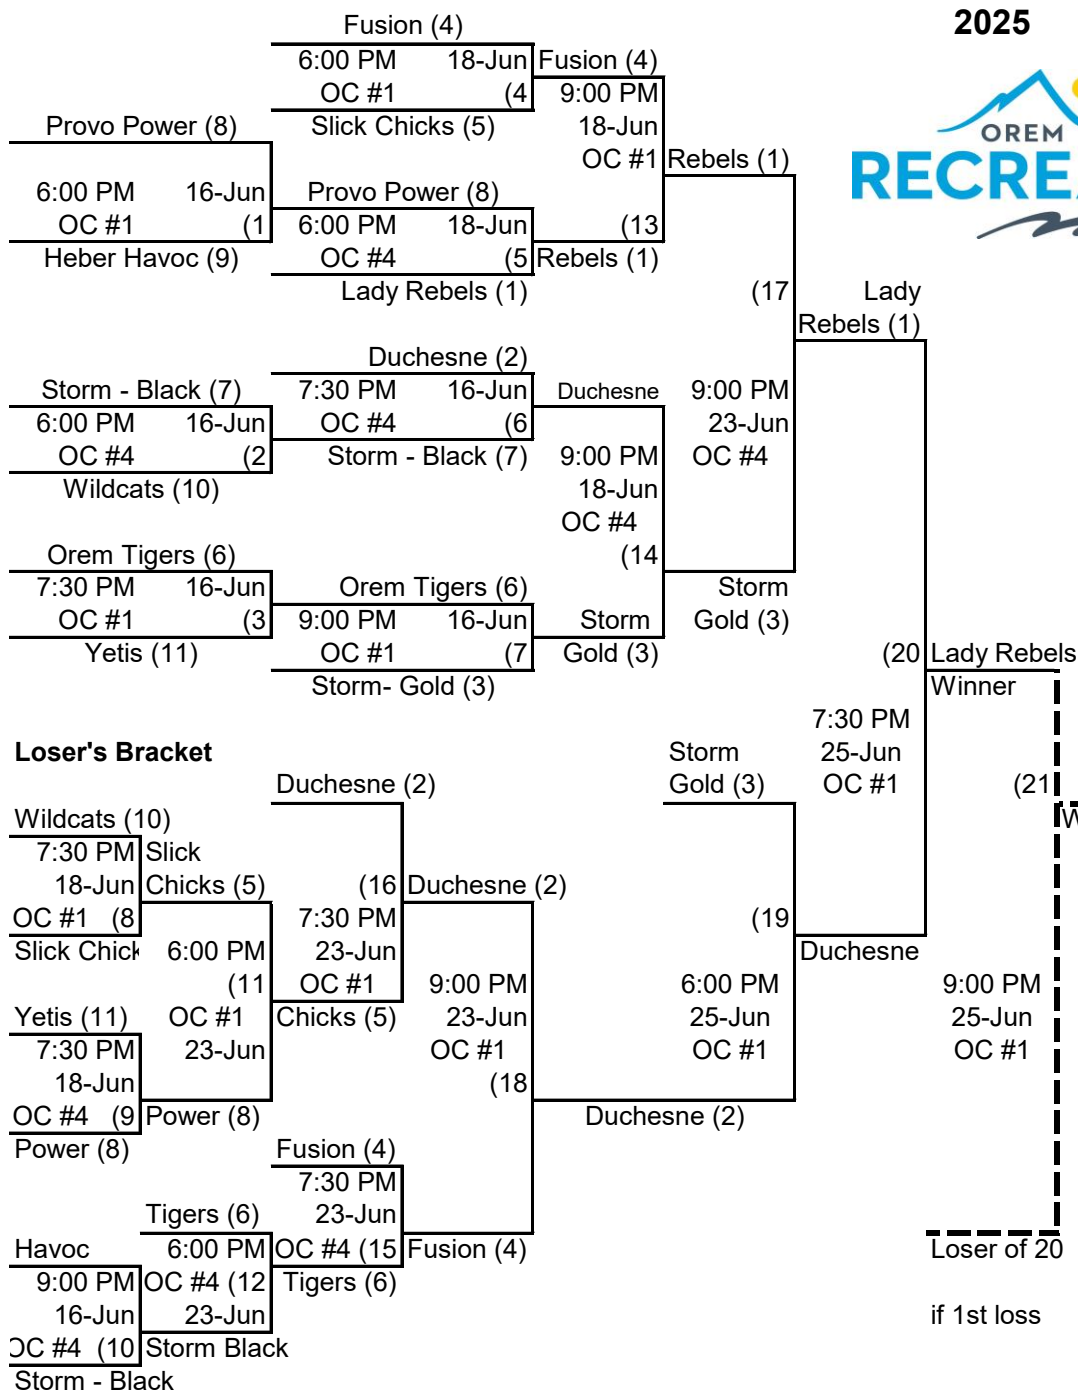 2025
Fusion (4)
6:00 PM 18-Jun Fusion (4)
OC #1 (4 9:00 PM
Provo Power (8) Slick Chicks (5) 18-Jun
OREM
OC #1 Rebels (1)
RECREA
6:00 PM 16-Jun Provo Power (8)
OC #1 (1 6:00 PM 18-Jun (13
Heber Havoc (9) OC #4 (5 Rebels (1)
Lady Rebels (1) (17 Lady
Rebels (1)
Duchesne (2)
Storm - Black (7) 7:30 PM 16-Jun Duchesne 9:00 PM
6:00 PM 16-Jun OC #4 (6 23-Jun
OC #4 (2 Storm - Black (7) 9:00 PM OC #4
Wildcats (10) 18-Jun
OC #4
Orem Tigers (6) (14
7:30 PM 16-Jun Orem Tigers (6) Storm
OC #1 (3 9:00 PM 16-Jun Storm Gold (3)
Yetis (11) OC #1 (7 Gold (3) (20 Lady Rebels
Storm- Gold (3) Winner
7:30 PM
Loser's Bracket Storm 25-Jun
Duchesne (2) Gold (3) OC #1 (21
Wildcats (10) W
7:30 PM Slick
18-Jun Chicks (5) (16 Duchesne (2)
OC #1 (8 7:30 PM (19
Slick Chick 6:00 PM 23-Jun Duchesne
(11 OC #1 9:00 PM 6:00 PM 9:00 PM
Yetis (11) OC #1 Chicks (5) 23-Jun 25-Jun 25-Jun
7:30 PM 23-Jun OC #1 OC #1 OC #1
18-Jun (18
OC #4 (9 Power (8) Duchesne (2)
Power (8) Fusion (4)
7:30 PM
Tigers (6) 23-Jun
Havoc 6:00 PM OC #4 (15 Fusion (4) Loser of 20
9:00 PM OC #4 (12 Tigers (6)
16-Jun 23-Jun if 1st loss
OC #4 (10 Storm Black
Storm - Black